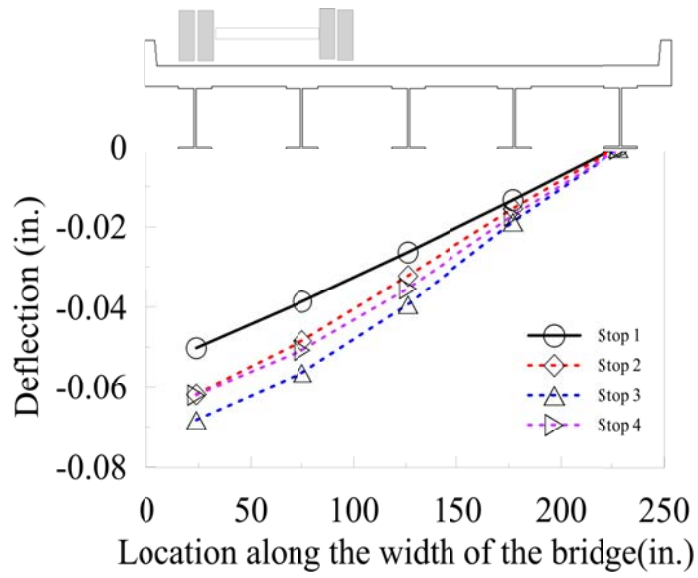 0
-0.02
-0.04
-0.06
-0.08
Deflection (in.)
Stop 1
Stop 2
Stop 3
Stop 4
0 50 100 150 200 250
Location along the width of the bridge(in.)